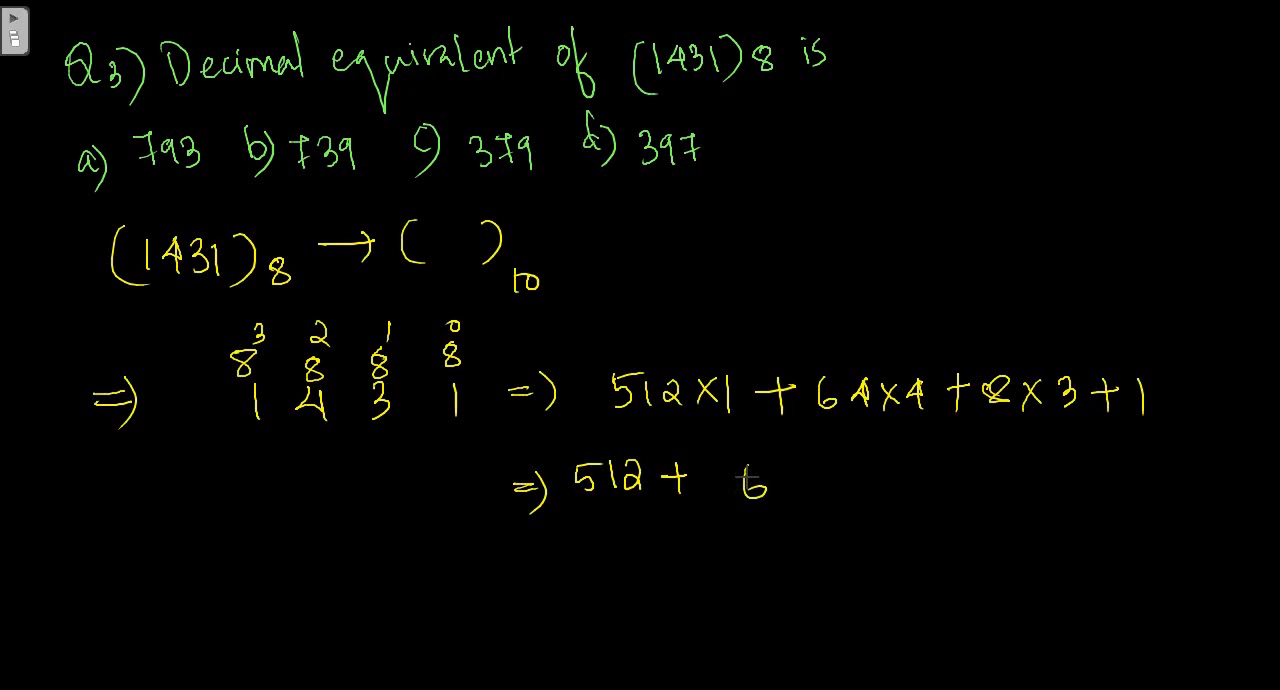 Q3) Decimal equivalent of (1431)8 is
a) 793 b) 739 c) 379 d) 397
(1431)₈ → ( )₁₀
⇒ 8³ 8² 8¹ 8⁰
1 4 3 1 ⇒ 512×1 + 64×4 + 8×3 + 1
⇒ 512 + 6